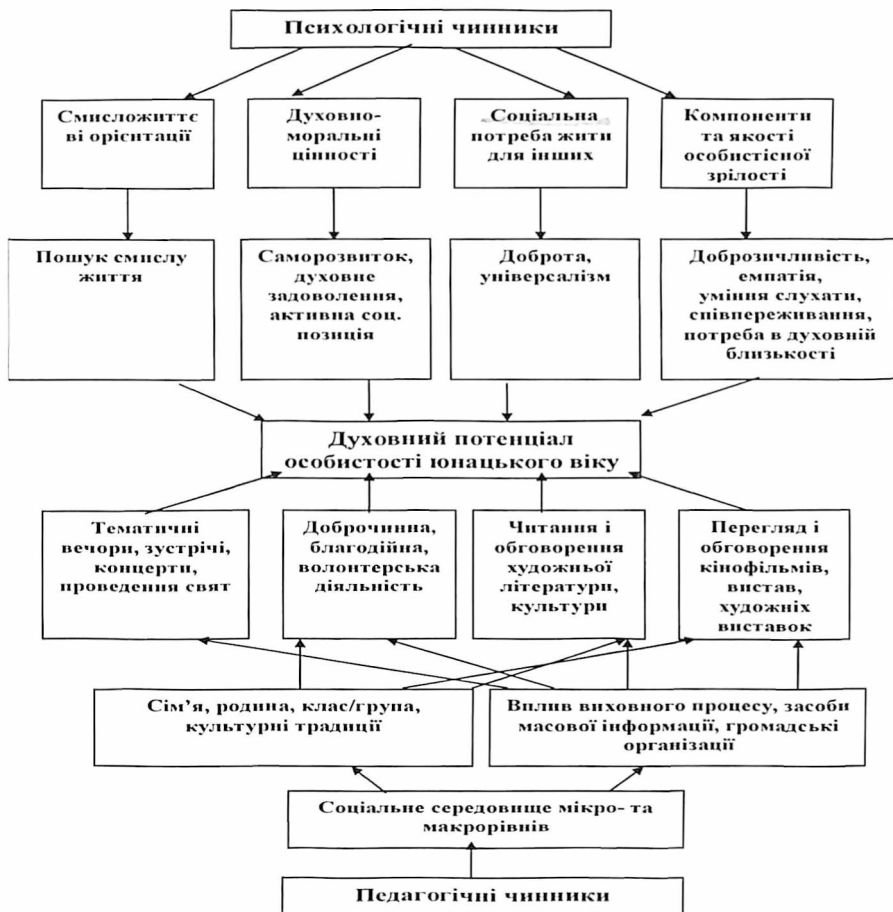 Психологічні чинники
Смисложиттє
ві орієнтації
Духовно-
моральні
цінності
Соціальна
потреба жити
для інших
Компоненти
та якості
особистісної
зрілості
Пошук смислу
життя
Саморозвиток,
духовне
задоволення,
активна соц.
позиція
Доброта,
універсалізм
Доброзичливість,
емпатія,
уміння слухати,
співпереживання,
потреба в духовній
близькості
Духовний потенціал
особистості юнацького віку
Тематичні
вечори, зустрічі,
концерти,
проведення свят
Доброчинна,
благодійна,
волонтерська
діяльність
Читання і
обговорення
художньої
літератури,
культури
Перегляд і
обговорення
кінофільмів,
вистав,
художніх
виставок
Сім’я, родина, клас/група,
культурні традиції
Вплив виховного процесу, засоби
масової інформації, громадські
організації
Соціальне середовище мікро- та
макрорівнів
Педагогічні чинники